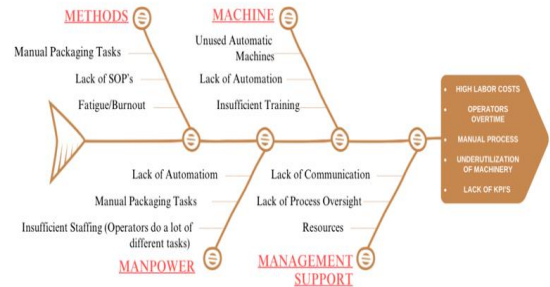 METHODS
Manual Packaging Tasks
Lack of SOP's
Fatigue/Burnout
MACHINE
Unused Automatic
Machines
Lack of Automation
Insufficient Training
Lack of Automatiom
Manual Packaging Tasks
Insufficient Staffing (Operators do a lot of
different tasks)
MANPOWER
Lack of Communication
Lack of Process Oversight
Resources
MANAGEMENT
SUPPORT
• HIGH LABOR COSTS
• OPERATORS
OVERTIME
• MANUAL PROCESS
• UNDERUTILIZATION
OF MACHINERY
• LACK OF KPI'S